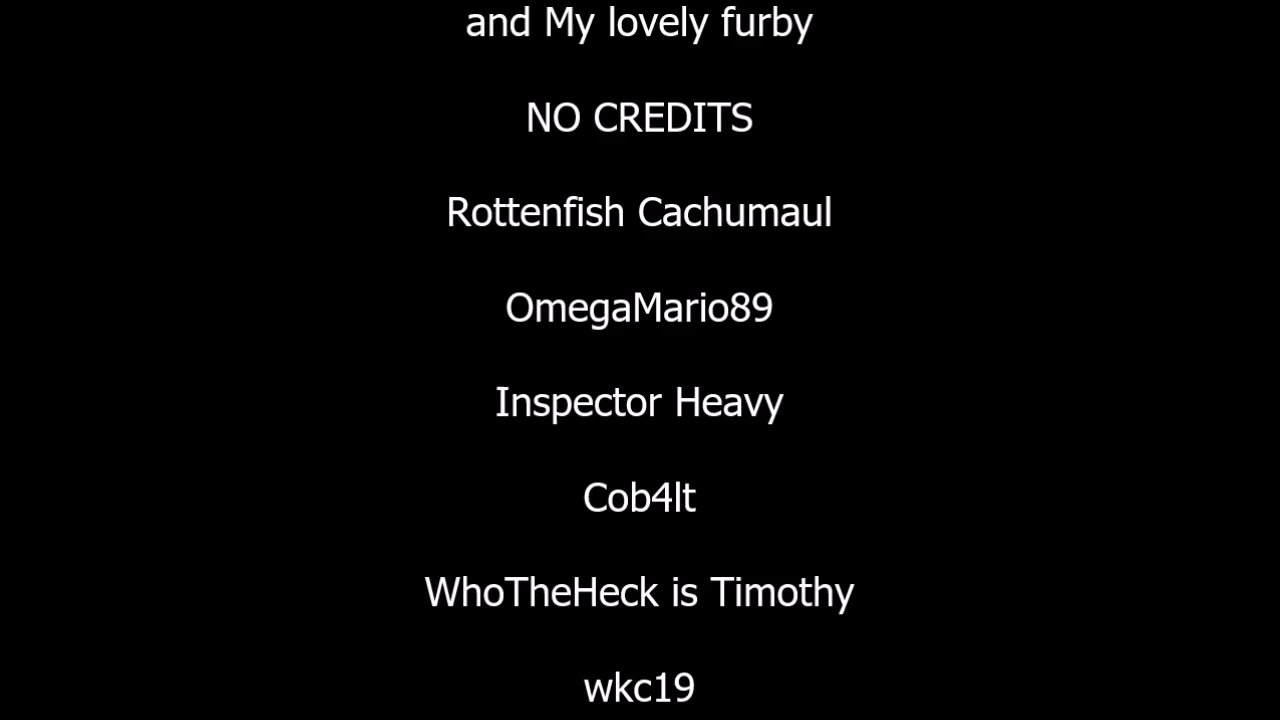 and My lovely furby
NO CREDITS
Rottenfish Cachumaul
OmegaMario89
Inspector Heavy
Cob4lt
WhoTheHeck is Timothy
wkc19